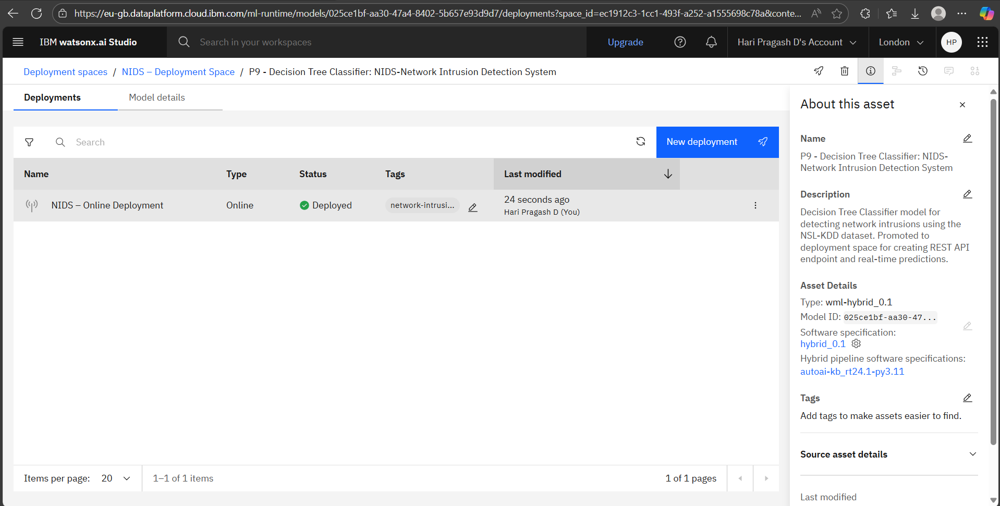 https://eu-gb.dataplatform.cloud.ibm.com/ml-runtime/models/025ce1bf-aa30-47a4-8402-5b657e93d9d7/deployments?space_id=ec1912c3-1cc1-493f-a252-a1555698c78a&conte...
IBM watsonx.ai Studio
Search in your workspaces
Upgrade
Hari Pragash D's Account
London
HP
Deployment spaces / NIDS – Deployment Space / P9 - Decision Tree Classifier: NIDS-Network Intrusion Detection System
Deployments
Model details
Search
New deployment
Name Type Status Tags Last modified
NIDS – Online Deployment Online Deployed network-intrusi... 24 seconds ago
Hari Pragash D (You)
Items per page: 20
1–1 of 1 items
1 of 1 pages
About this asset
Name
P9 - Decision Tree Classifier: NIDS-
Network Intrusion Detection System
Description
Decision Tree Classifier model for
detecting network intrusions using the
NSL-KDD dataset. Promoted to
deployment space for creating REST API
endpoint and real-time predictions.
Asset Details
Type: wml-hybrid_0.1
Model ID: 025ce1bf-aa30-47...
Software specification:
hybrid_0.1
Hybrid pipeline software specifications:
autoai-kb_rt24.1-py3.11
Tags
Add tags to make assets easier to find.
Source asset details
Last modified